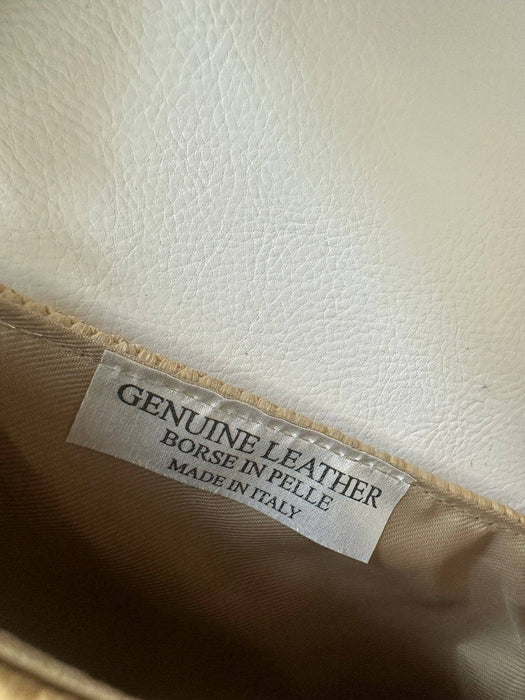 GENUINE LEATHER
BORSE IN PELLE
MADE IN ITALY